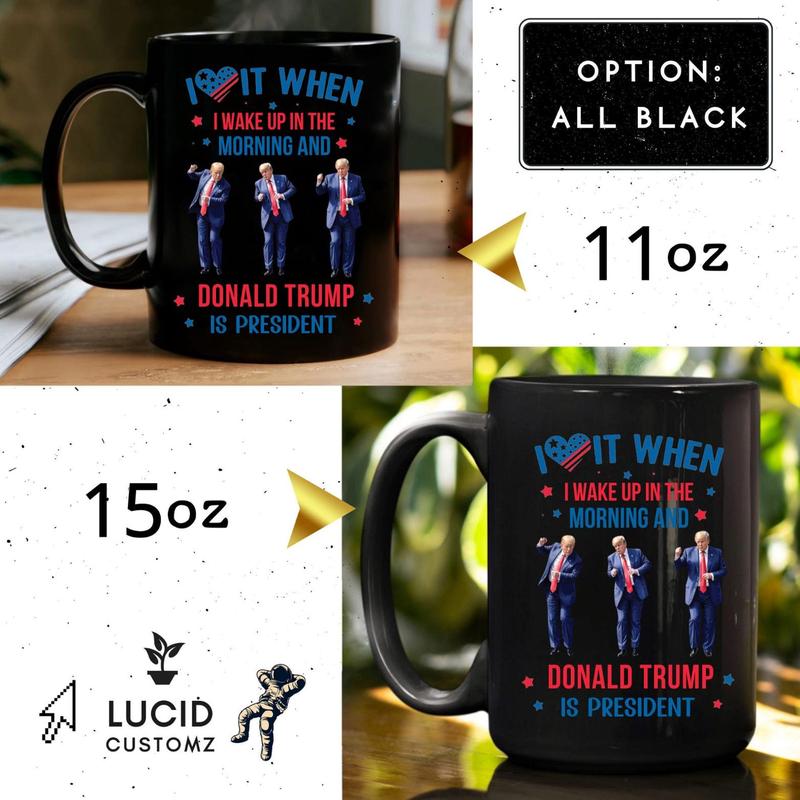 I IT WHEN
I WAKE UP IN THE
MORNING AND
DONALD TRUMP
IS PRESIDENT
OPTION:
ALL BLACK
11oz
15oz
I IT WHEN
I WAKE UP IN THE
MORNING AND
DONALD TRUMP
IS PRESIDENT
LUCID
CUSTOMZ